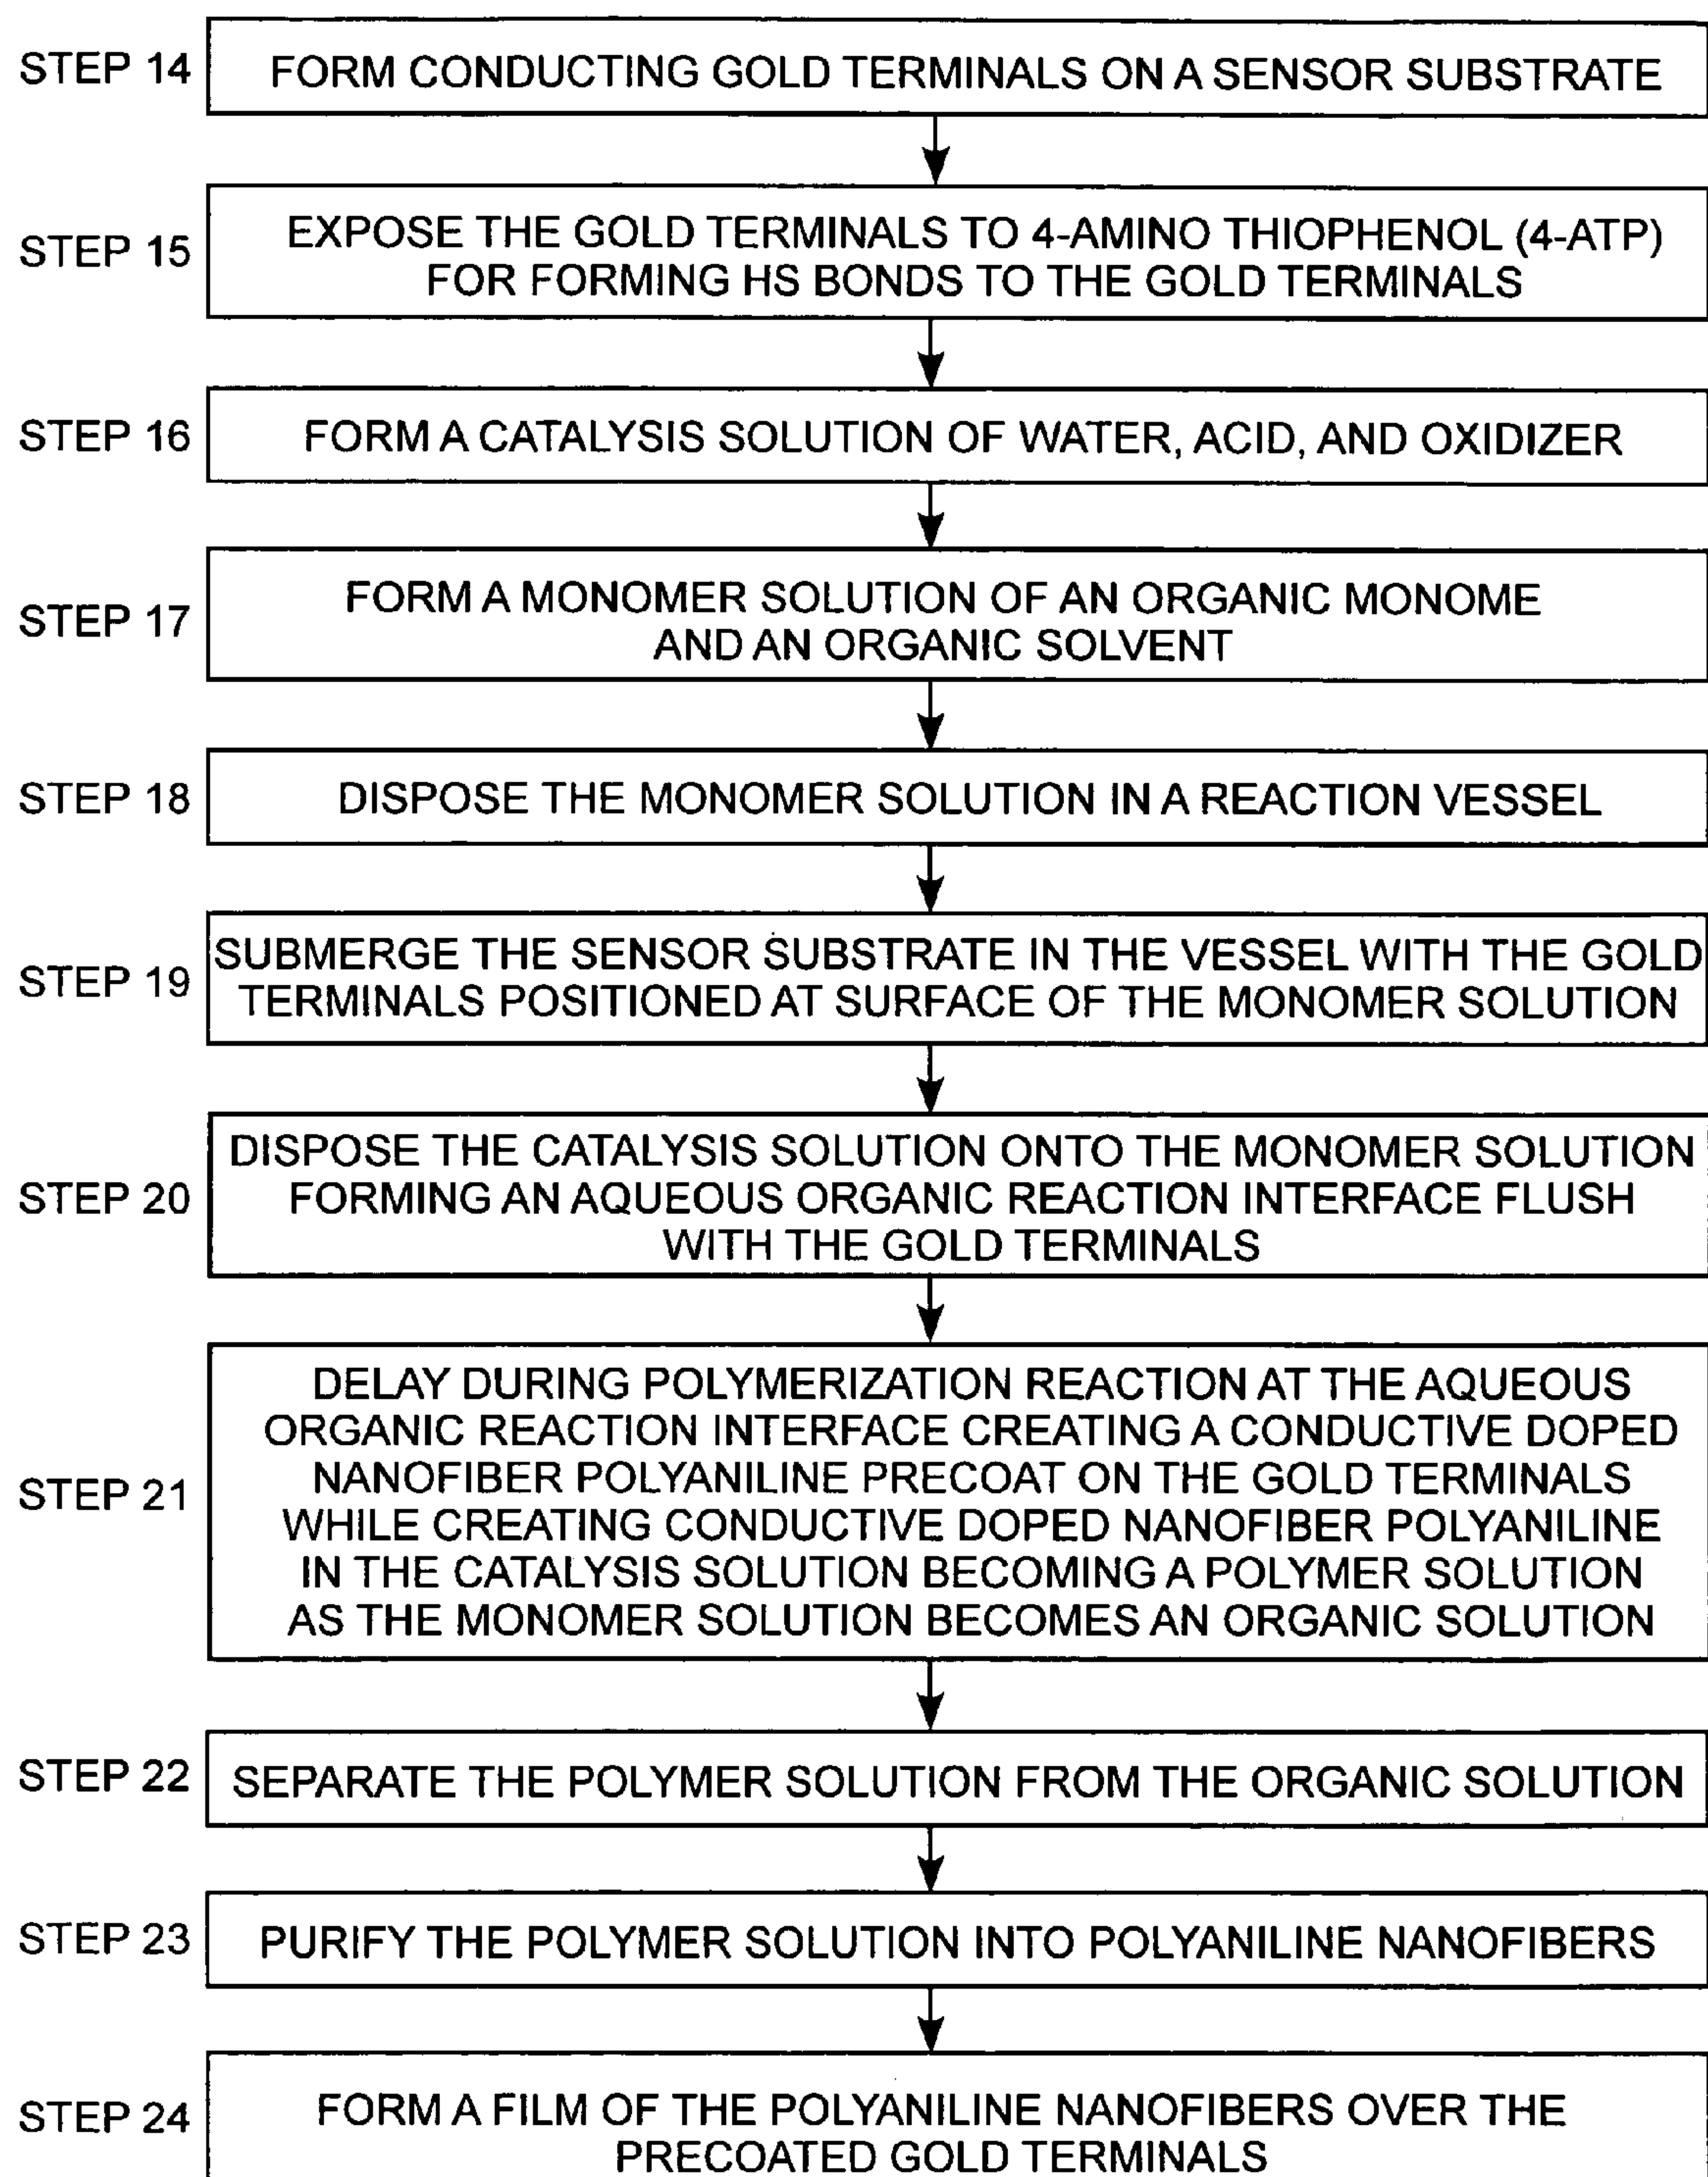 STEP 14
FORM CONDUCTING GOLD TERMINALS ON A SENSOR SUBSTRATE
STEP 15
EXPOSE THE GOLD TERMINALS TO 4-AMINO THIOPHENOL (4-ATP)
FOR FORMING HS BONDS TO THE GOLD TERMINALS
STEP 16
FORM A CATALYSIS SOLUTION OF WATER, ACID, AND OXIDIZER
STEP 17
FORM A MONOMER SOLUTION OF AN ORGANIC MONOME
AND AN ORGANIC SOLVENT
STEP 18
DISPOSE THE MONOMER SOLUTION IN A REACTION VESSEL
STEP 19
SUBMERGE THE SENSOR SUBSTRATE IN THE VESSEL WITH THE GOLD
TERMINALS POSITIONED AT SURFACE OF THE MONOMER SOLUTION
STEP 20
DISPOSE THE CATALYSIS SOLUTION ONTO THE MONOMER SOLUTION
FORMING AN AQUEOUS ORGANIC REACTION INTERFACE FLUSH
WITH THE GOLD TERMINALS
STEP 21
DELAY DURING POLYMERIZATION REACTION AT THE AQUEOUS
ORGANIC REACTION INTERFACE CREATING A CONDUCTIVE DOPED
NANOFIBER POLYANILINE PRECOAT ON THE GOLD TERMINALS
WHILE CREATING CONDUCTIVE DOPED NANOFIBER POLYANILINE
IN THE CATALYSIS SOLUTION BECOMING A POLYMER SOLUTION
AS THE MONOMER SOLUTION BECOMES AN ORGANIC SOLUTION
STEP 22
SEPARATE THE POLYMER SOLUTION FROM THE ORGANIC SOLUTION
STEP 23
PURIFY THE POLYMER SOLUTION INTO POLYANILINE NANOFIBERS
STEP 24
FORM A FILM OF THE POLYANILINE NANOFIBERS OVER THE
PRECOATED GOLD TERMINALS